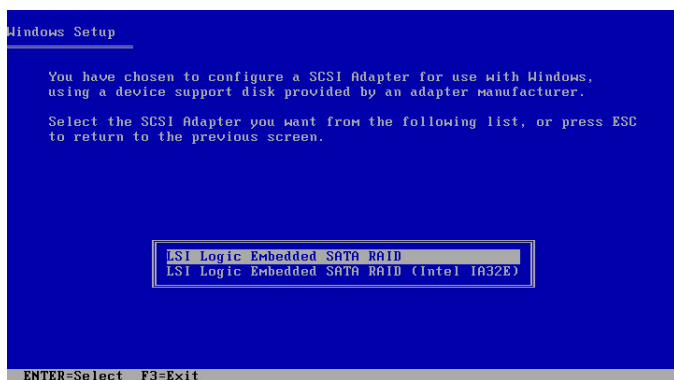 Windows Setup
You have chosen to configure a SCSI Adapter for use with Windows,
using a device support disk provided by an adapter manufacturer.
Select the SCSI Adapter you want from the following list, or press ESC
to return to the previous screen.
LSI Logic Embedded SATA RAID
LSI Logic Embedded SATA RAID (Intel IA32E)
ENTER=Select F3=Exit